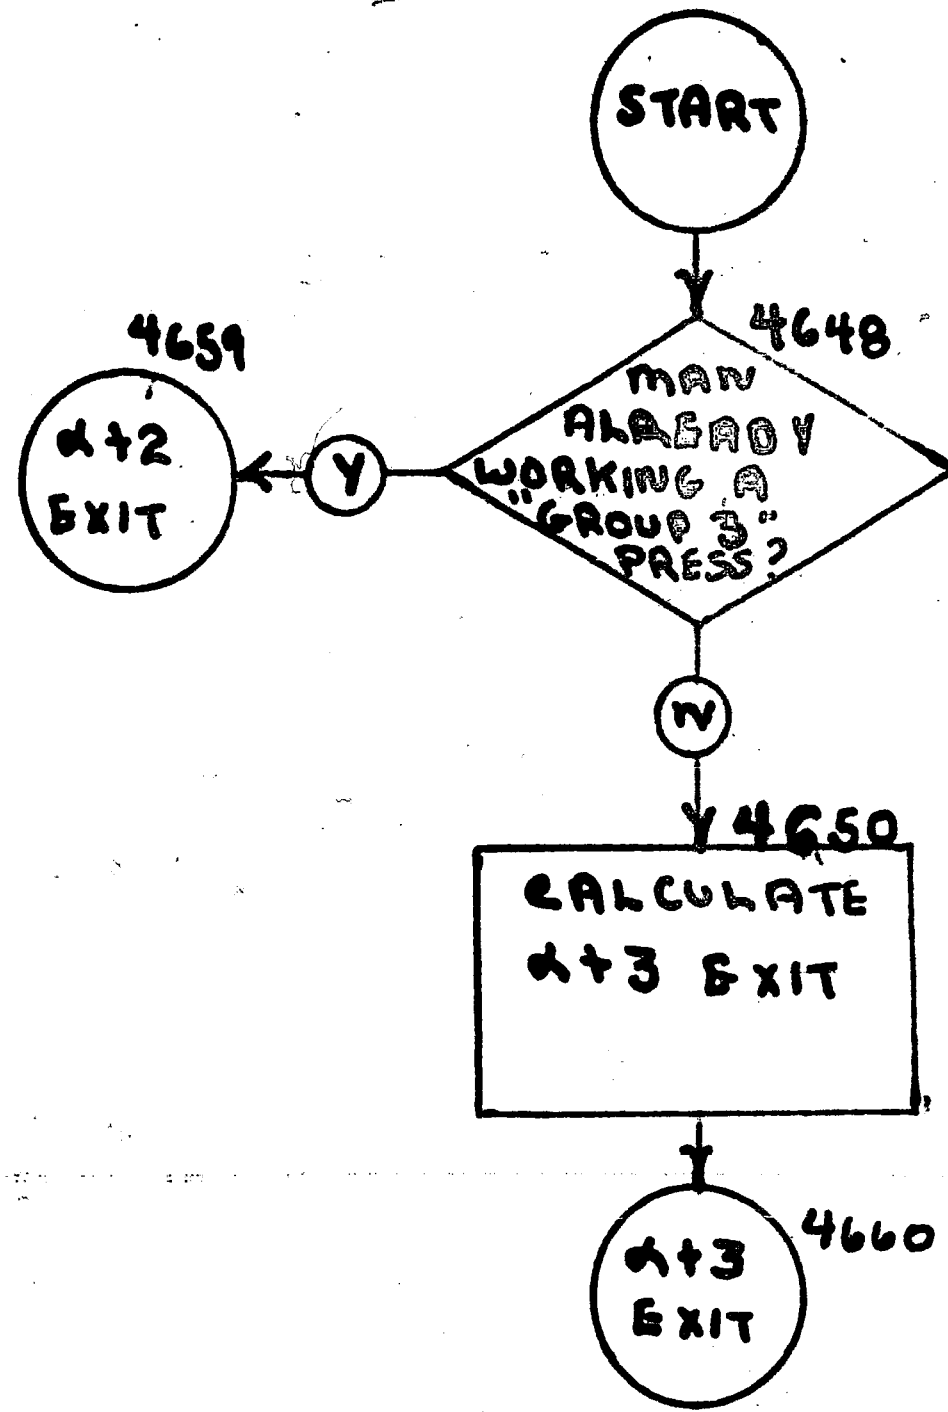 START
4648
MAN
ALREADY
WORKING A
"GROUP 3"
PRESS?
Y
4659
α+2
EXIT
N
4650
CALCULATE
α+3 EXIT
4660
α+3
EXIT